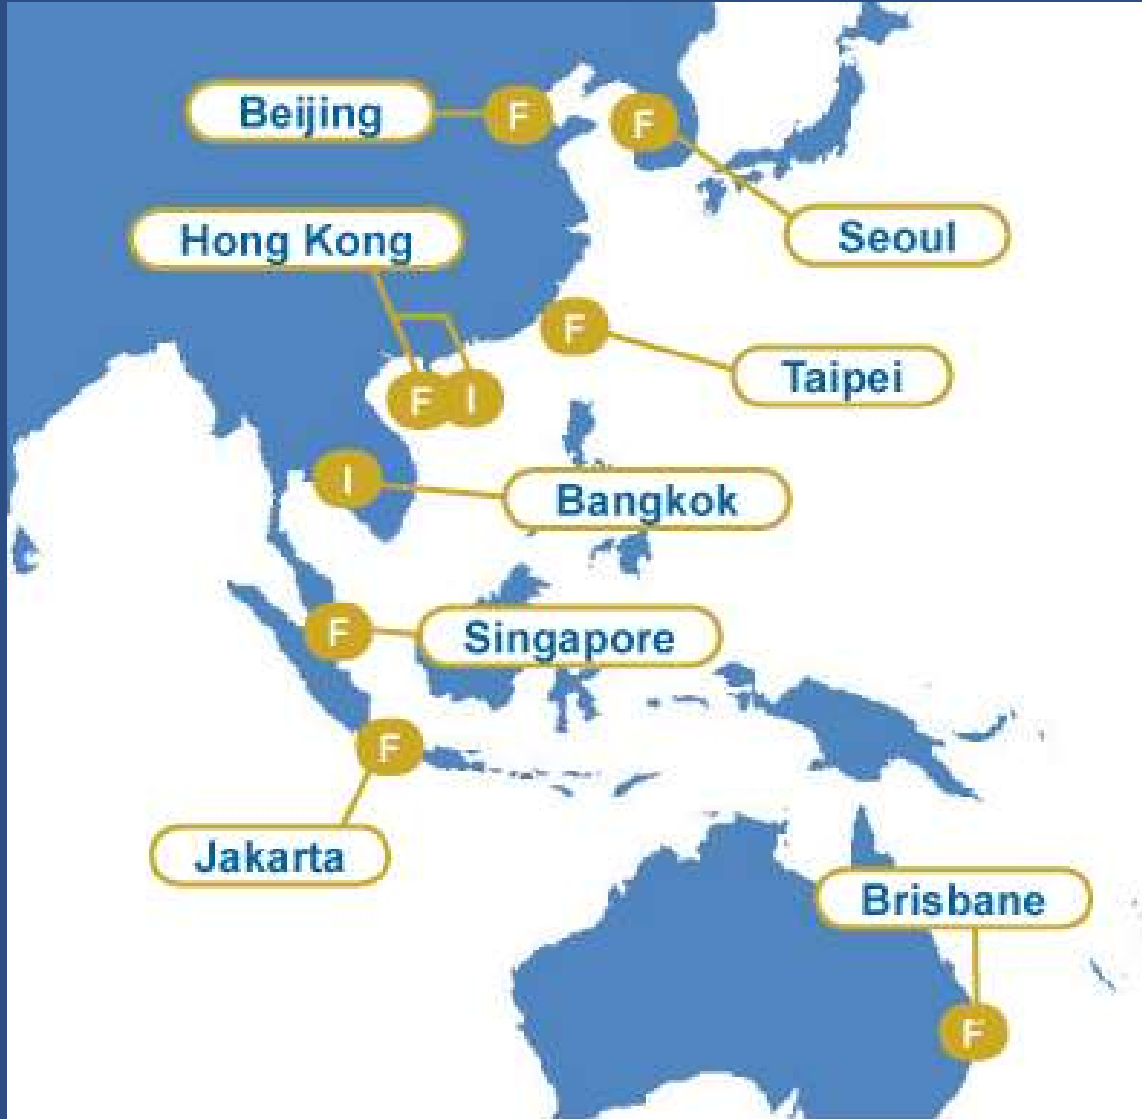 Beijing
F
F
Hong Kong
Seoul
F
Taipei
F I
I
Bangkok
F
Singapore
F
Jakarta
Brisbane
F